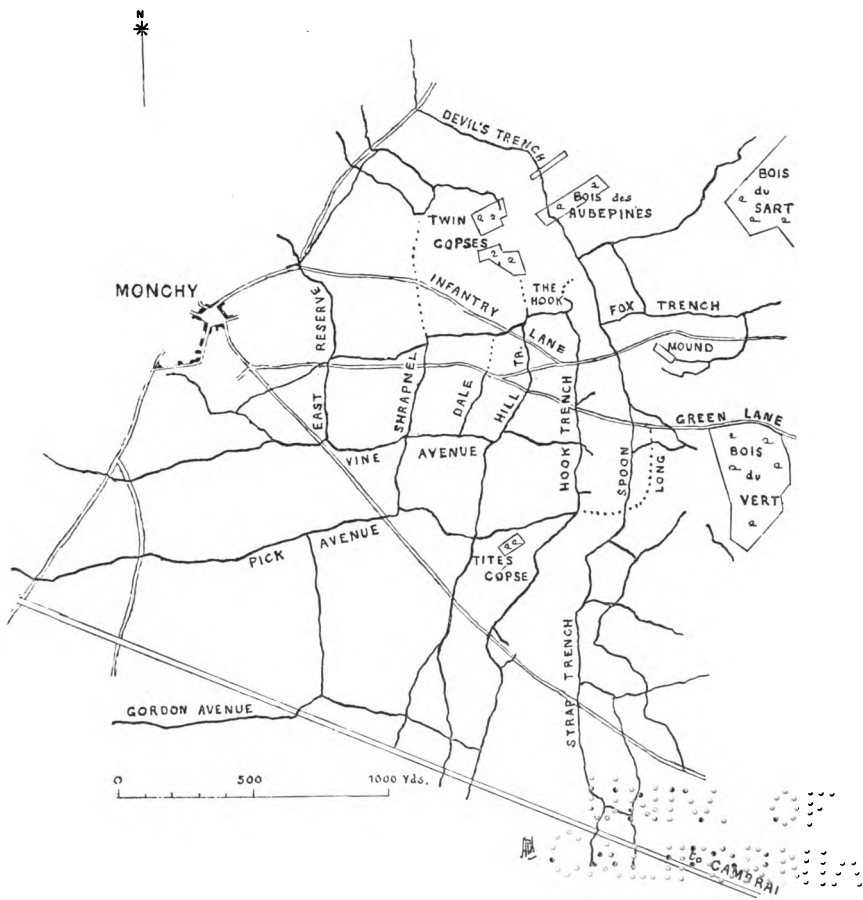 N
DEVIL'S TRENCH
BOIS
du
SART
BOIS des
AUBEPINES
TWIN
COPSES
MONCHY
INFANTRY
LANE
THE
HOOK
FOX TRENCH
MOUND
EAST
RESERVE
SHRAPNEL
DALE
HILL
TR.
HOOK TRENCH
GREEN LANE
SPOON
LONG
BOIS
du
VERT
VINE AVENUE
PICK AVENUE
TITES
COPSE
STRAP TRENCH
GORDON AVENUE
0 500 1000 Yds.
to CAMBRAI
OF